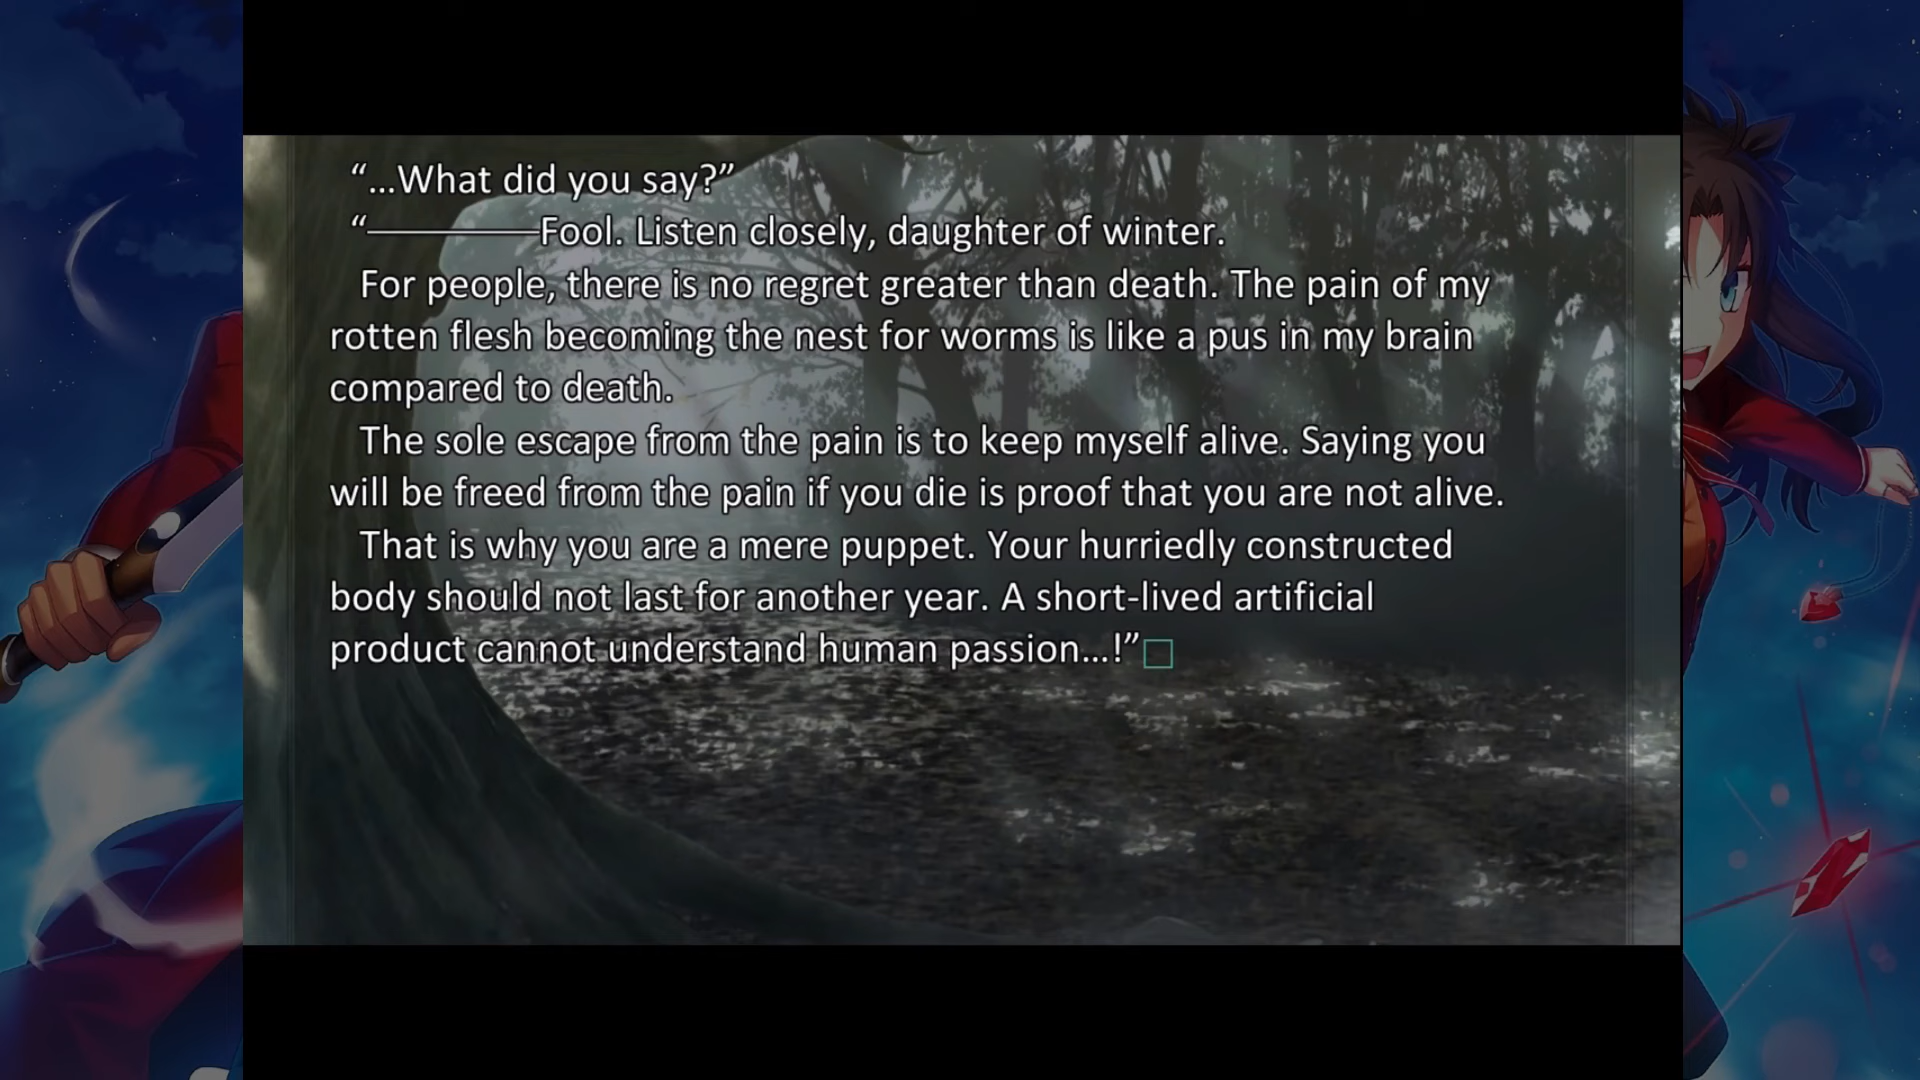 “...What did you say?”
“――――Fool. Listen closely, daughter of winter.
For people, there is no regret greater than death. The pain of my
rotten flesh becoming the nest for worms is like a pus in my brain
compared to death.
The sole escape from the pain is to keep myself alive. Saying you
will be freed from the pain if you die is proof that you are not alive.
That is why you are a mere puppet. Your hurriedly constructed
body should not last for another year. A short-lived artificial
product cannot understand human passion...!”